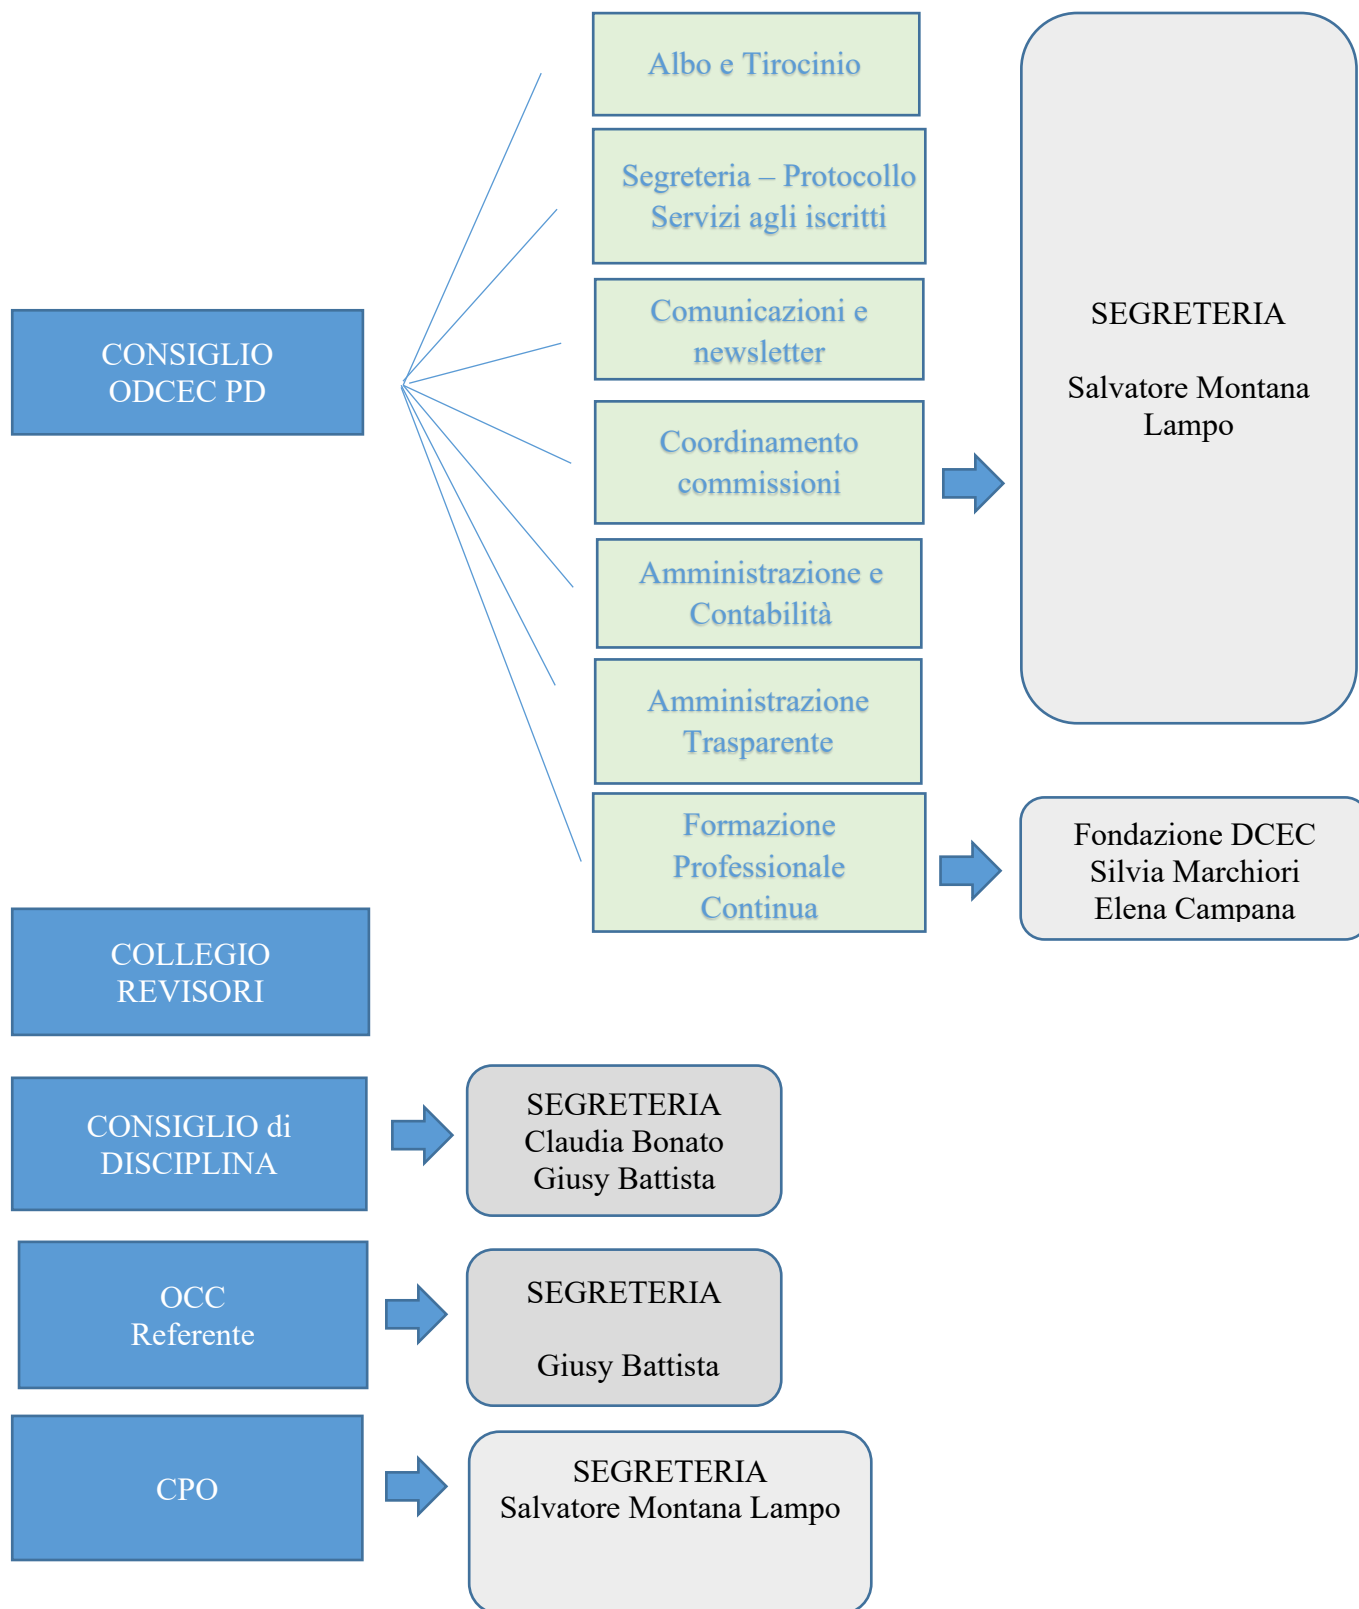 Albo e Tirocinio
Segreteria – Protocollo
Servizi agli iscritti
Comunicazioni e
newsletter
Coordinamento
commissioni
Amministrazione e
Contabilità
Amministrazione
Trasparente
Formazione
Professionale
Continua
SEGRETERIA
Salvatore Montana
Lampo
Fondazione DCEC
Silvia Marchiori
Elena Campana
CONSIGLIO
ODCEC PD
COLLEGIO
REVISORI
CONSIGLIO di
DISCIPLINA
SEGRETERIA
Claudia Bonato
Giusy Battista
OCC
Referente
SEGRETERIA
Giusy Battista
CPO
SEGRETERIA
Salvatore Montana Lampo